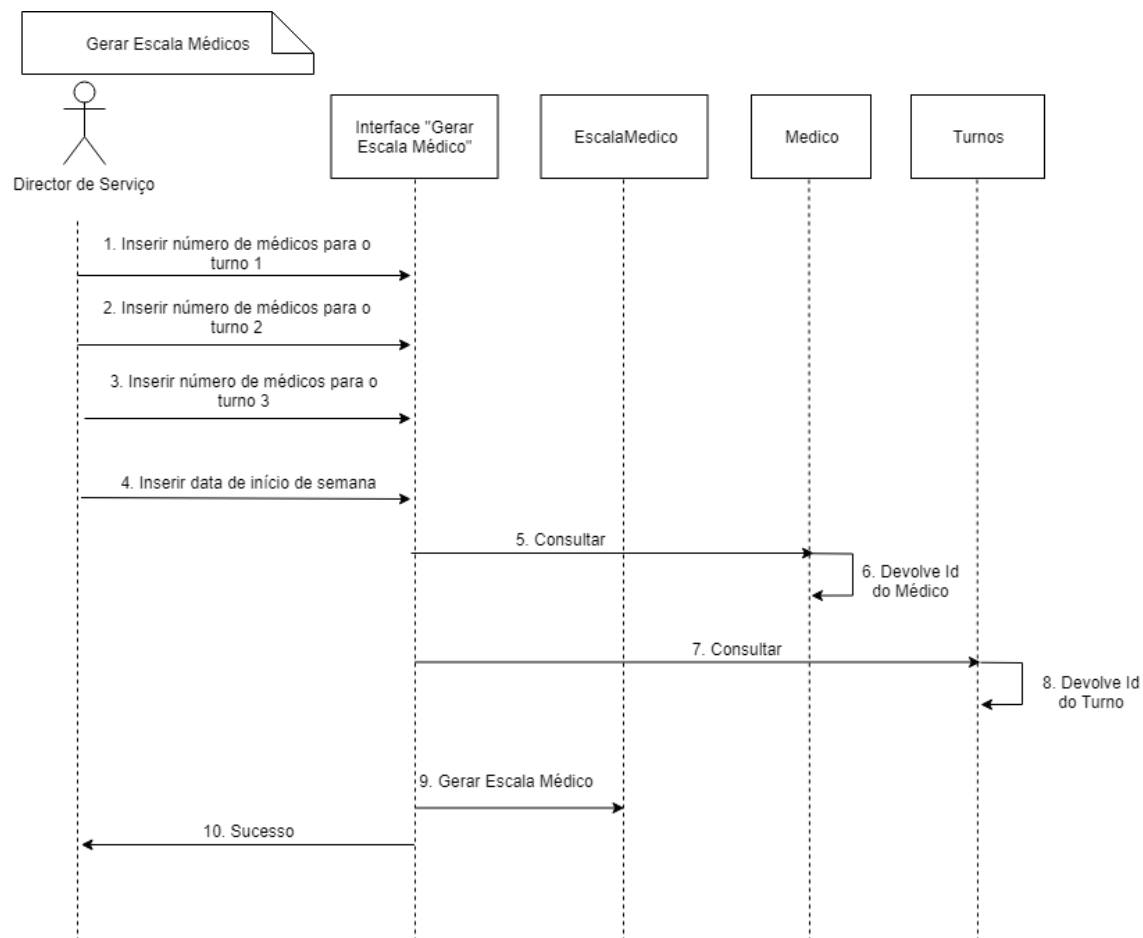 Gerar Escala Médicos
Interface "Gerar
Escala Médico"
EscalaMedico
Medico
Turnos
Director de Serviço
1. Inserir número de médicos para o
turno 1
2. Inserir número de médicos para o
turno 2
3. Inserir número de médicos para o
turno 3
4. Inserir data de início de semana
5. Consultar
6. Devolve Id
do Médico
7. Consultar
8. Devolve Id
do Turno
9. Gerar Escala Médico
10. Sucesso